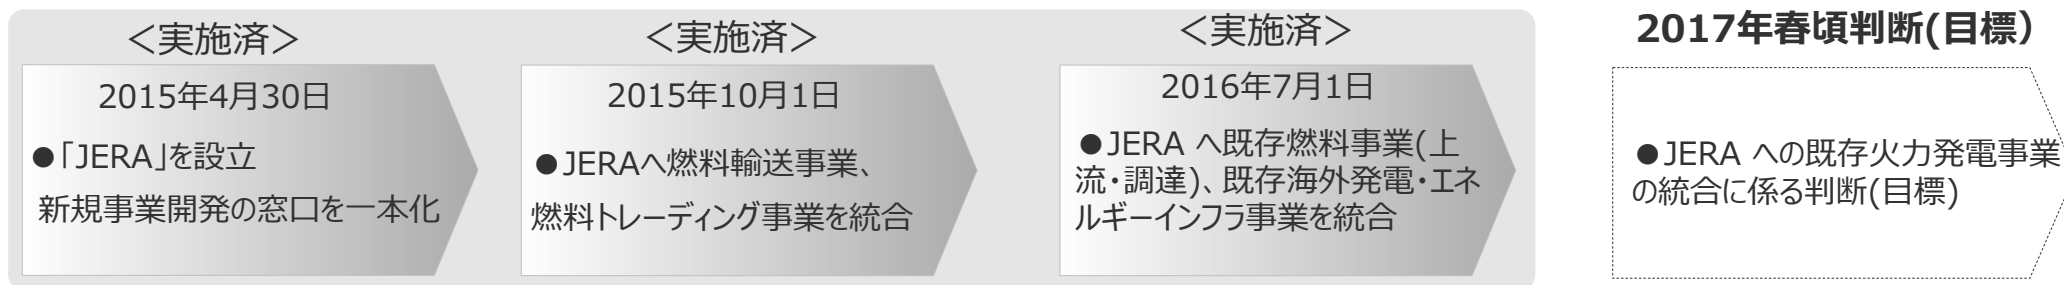 ＜実施済＞
2015年4月30日
●「JERA」を設立
新規事業開発の窓口を一本化
＜実施済＞
2015年10月1日
●JERAへ燃料輸送事業、
燃料トレーディング事業を統合
＜実施済＞
2016年7月1日
●JERA へ既存燃料事業(上
流・調達)、既存海外発電・エネ
ルギーインフラ事業を統合
2017年春頃判断(目標）
●JERA への既存火力発電事業
の統合に係る判断(目標)